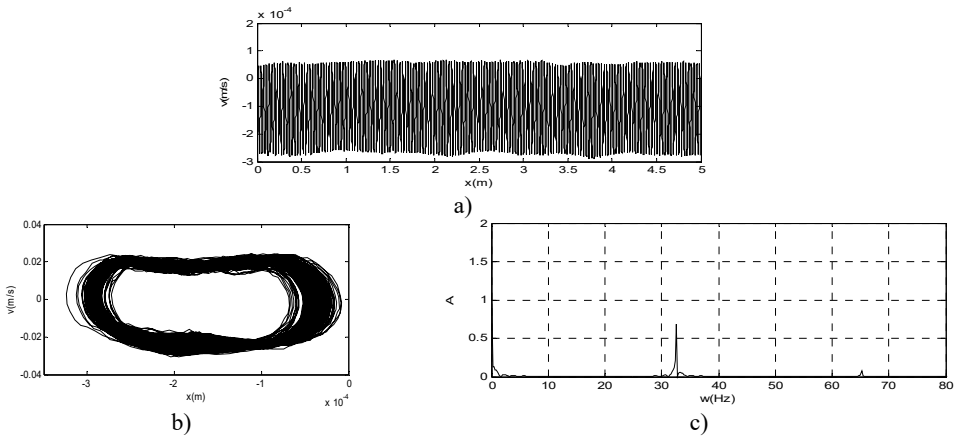 x 10⁻⁴
2
1
0
-1
-2
-3
v(m/s)
0 0.5 1 1.5 2 2.5 3 3.5 4 4.5 5
x(m)
a)
0.04
0.02
0
-0.02
-0.04
v(m/s)
-3 -2 -1 0
x(m)
x 10⁻⁴
b)
2
1.5
1
0.5
0
A
0 10 20 30 40 50 60 70 80
w(Hz)
c)